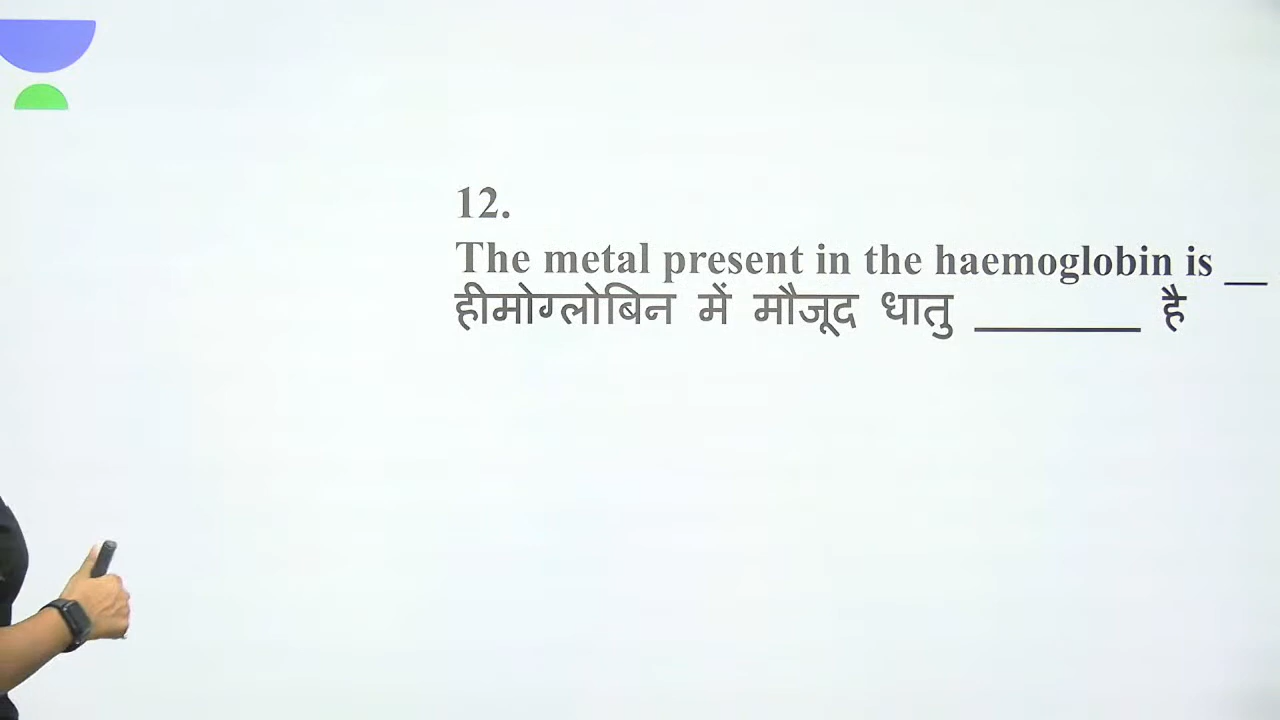 12.
The metal present in the haemoglobin is __
हीमोग्लोबिन में मौजूद धातु ________ है